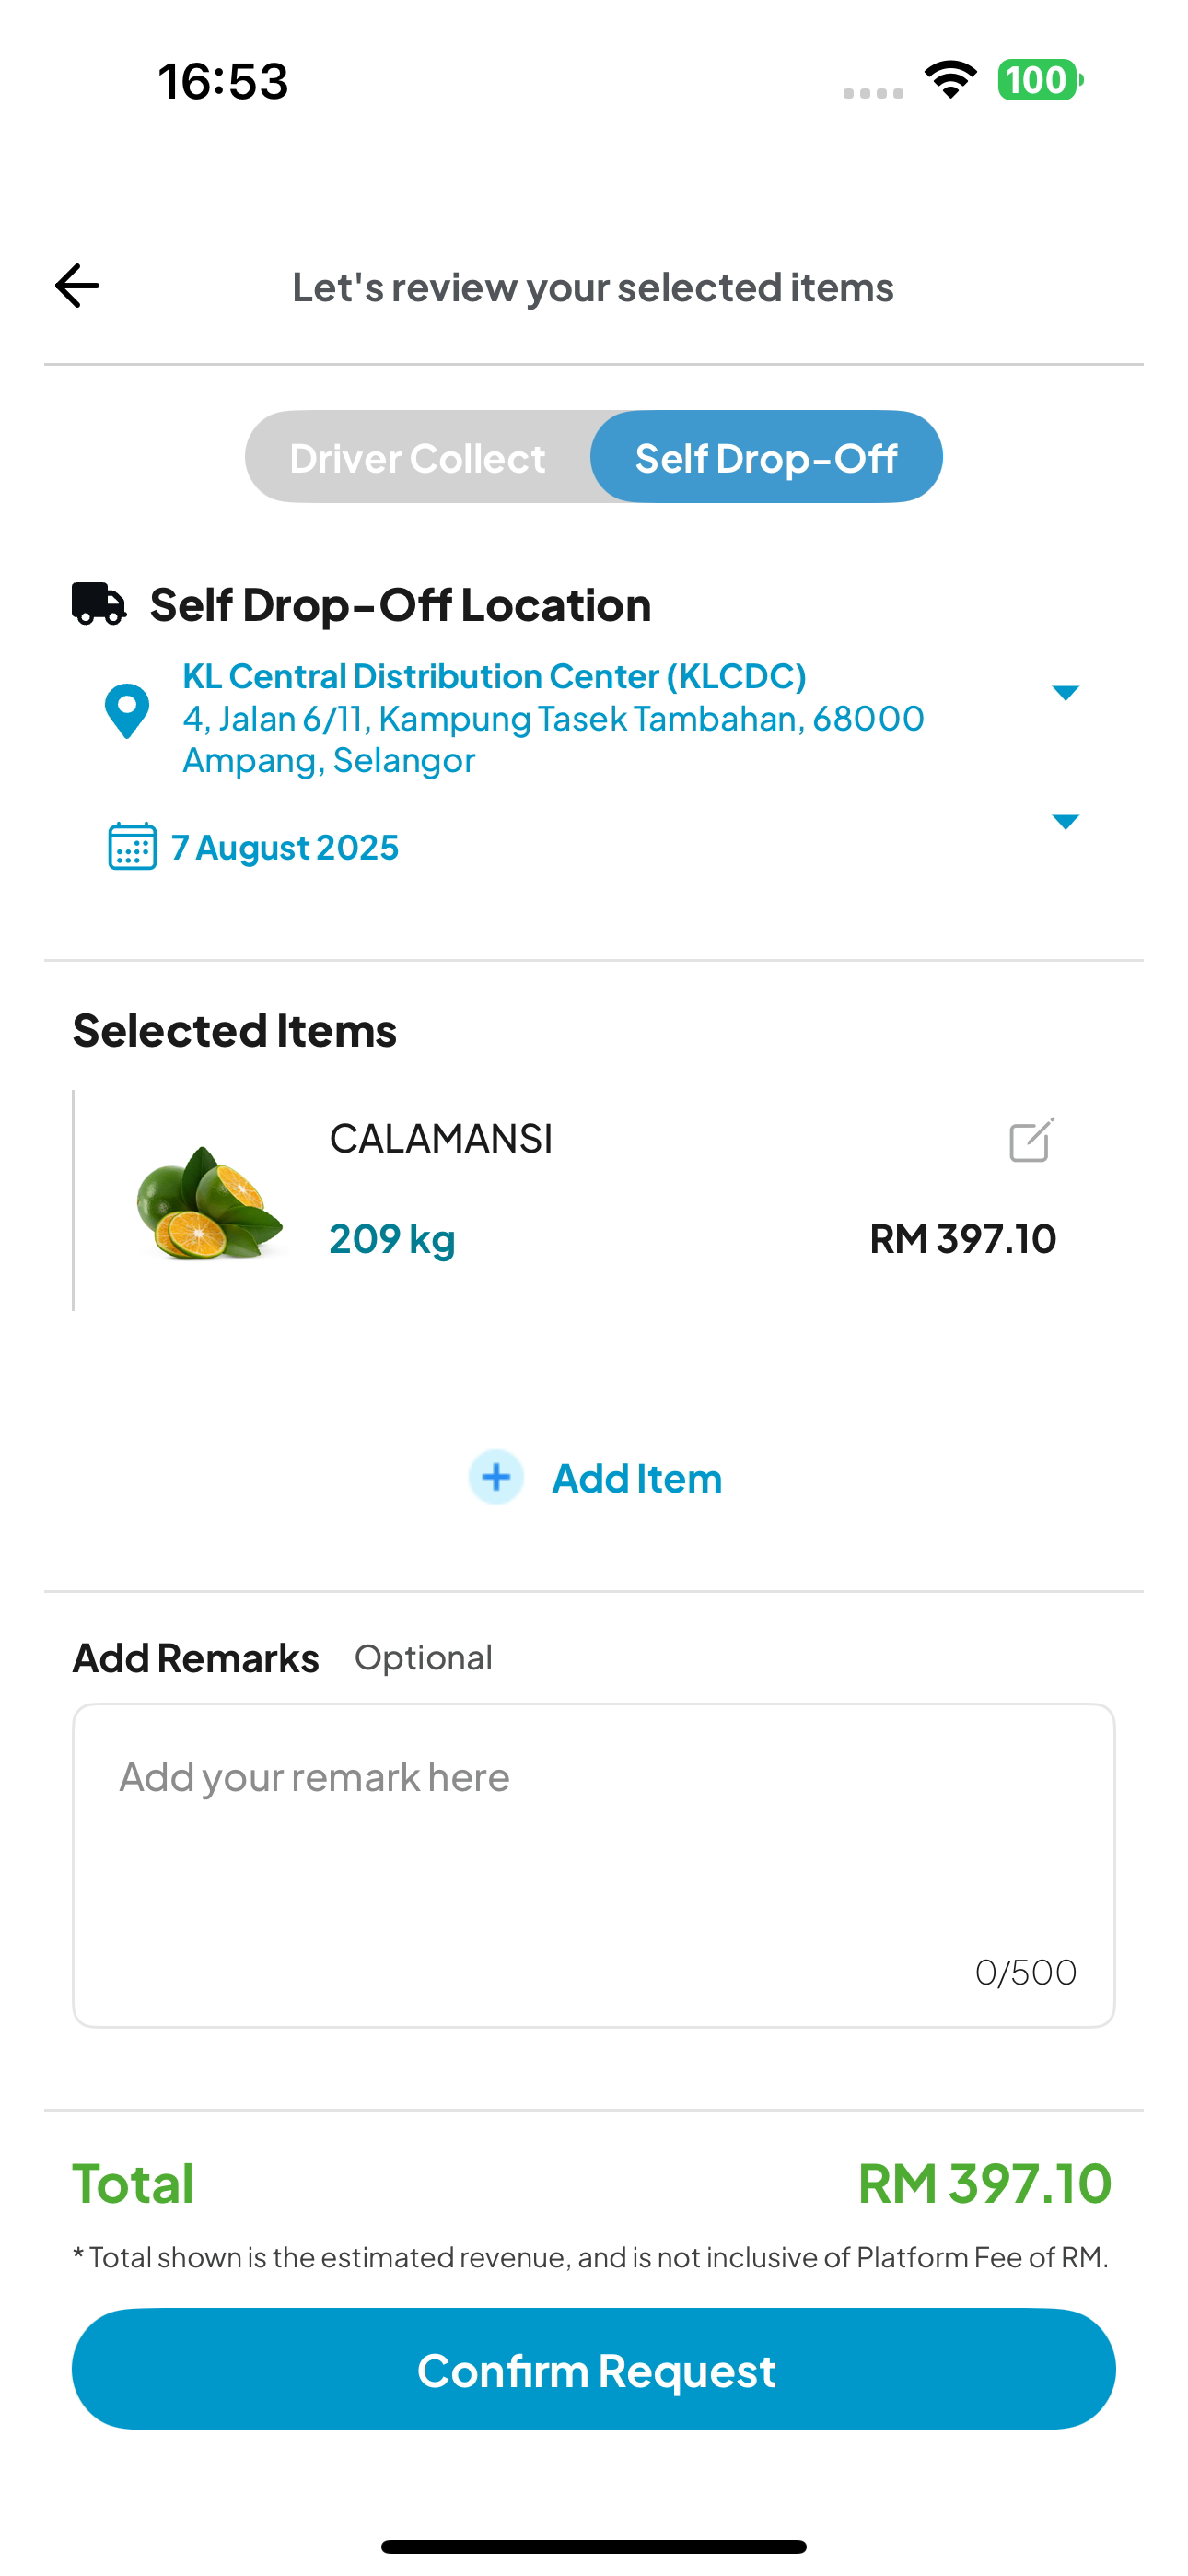 16:53
100
Let's review your selected items
Driver Collect
Self Drop-Off
Self Drop-Off Location
KL Central Distribution Center (KLCDC)
4, Jalan 6/11, Kampung Tasek Tambahan, 68000
Ampang, Selangor
7 August 2025
Selected Items
CALAMANSI
209 kg
RM 397.10
+ Add Item
Add Remarks Optional
Add your remark here
0/500
Total
RM 397.10
* Total shown is the estimated revenue, and is not inclusive of Platform Fee of RM.
Confirm Request